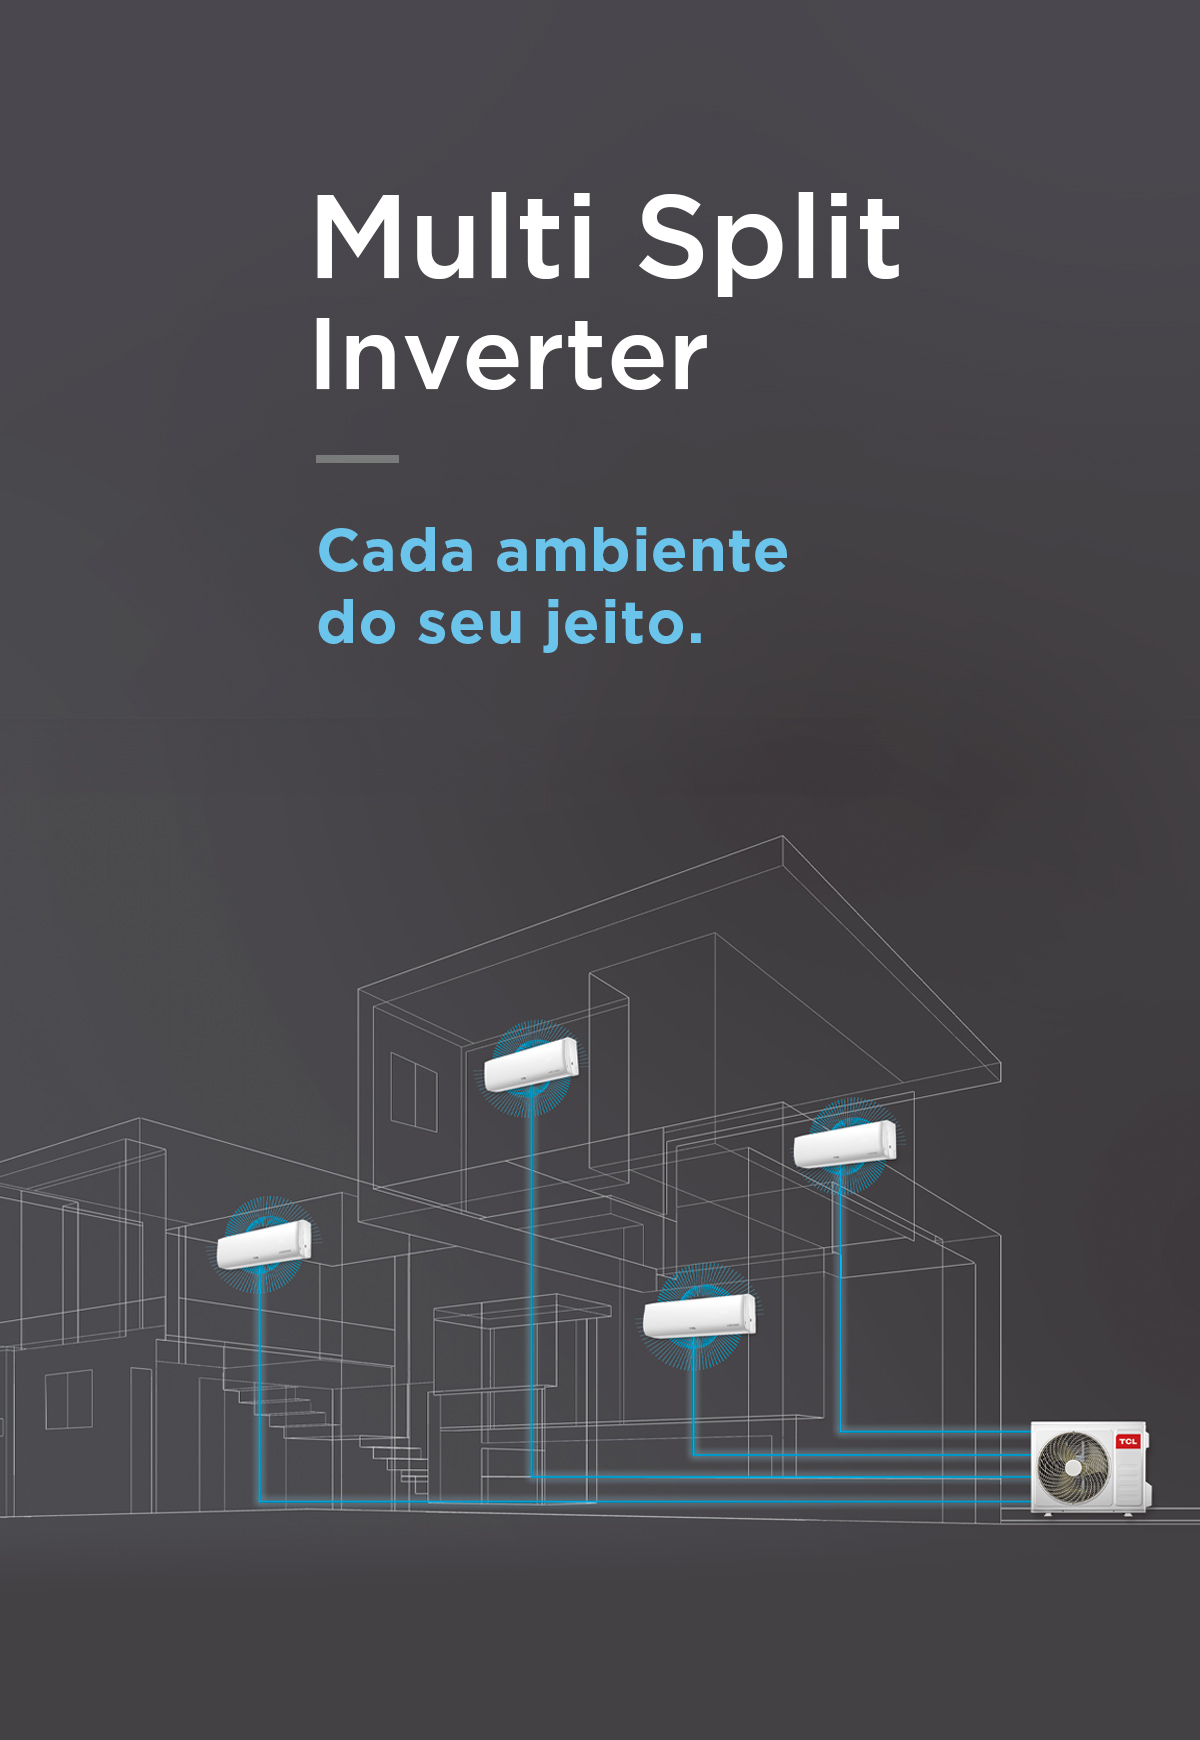 Multi Split
Inverter
Cada ambiente
do seu jeito.
TCL